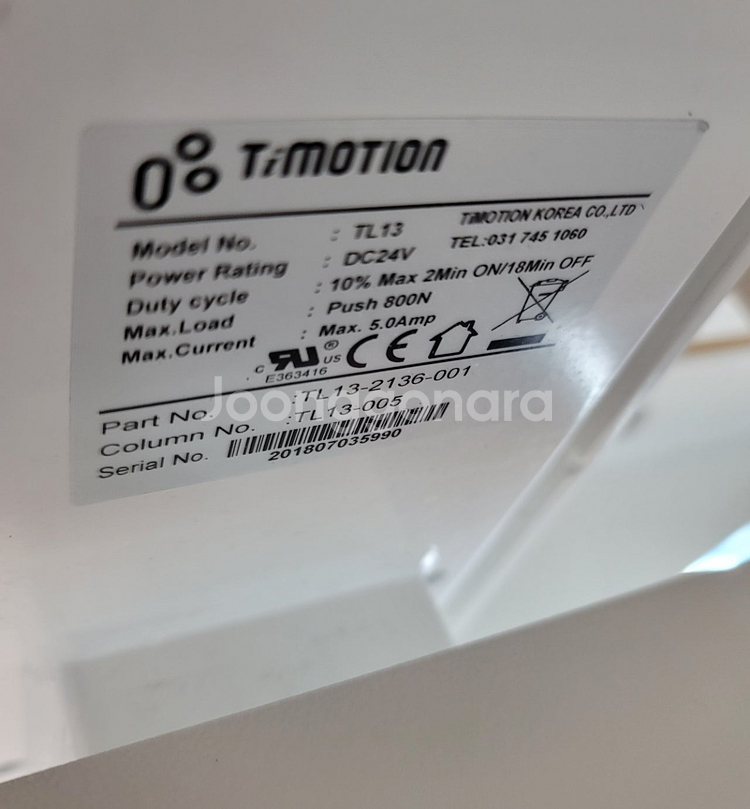 TiMOTION
Model No. : TL13 TiMOTION KOREA CO.,LTD
Power Rating : DC24V TEL:031 745 1060
Duty cycle : 10% Max 2Min ON/18Min OFF
Max.Load : Push 800N
Max.Current : Max. 5.0Amp
c RU ® US CE
E363416
Part No. :TL13-2136-001
Joonggonara
Column No. :TL13-005
Serial No.
201807035990